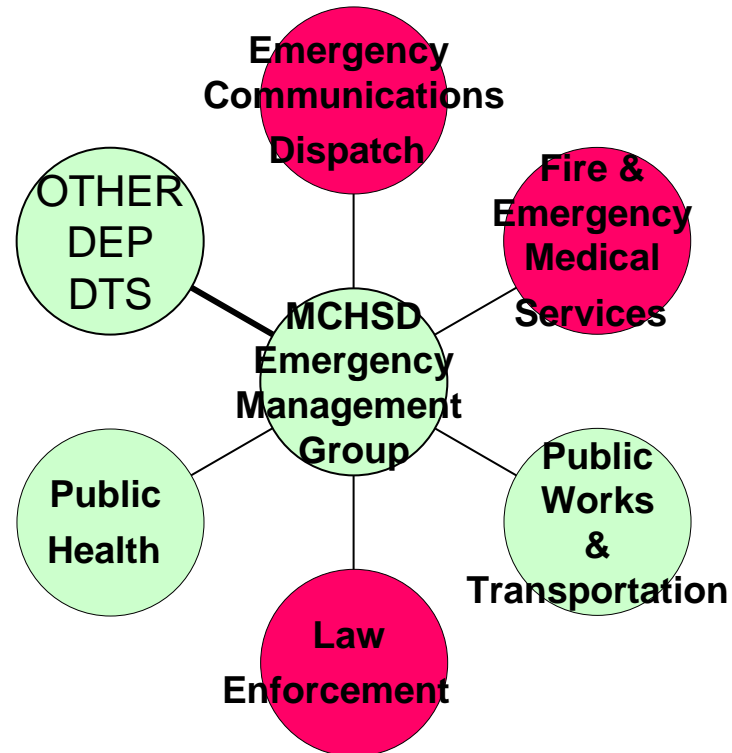 Emergency
Communications
Dispatch
Fire &
Emergency
Medical
Services
OTHER
DEP
DTS
MCHSD
Emergency
Management
Group
Public
Health
Public
Works
&
Transportation
Law
Enforcement